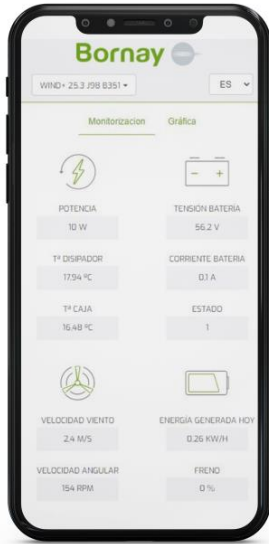 Bornay
WIND+ 25.3 J98 8351
ES
Monitorizacion
Gráfica
POTENCIA
TENSIÓN BATERIA
10 W
56,2 V
Tª DISIPADOR
CORRIENTE BATERIA
17,94 ºC
0,1 A
Tª CAJA
ESTADO
16,48 ºC
1
VELOCIDAD VIENTO
ENERGÍA GENERADA HOY
2,4 M/S
0,26 KW/H
VELOCIDAD ANGULAR
FRENO
154 RPM
0 %